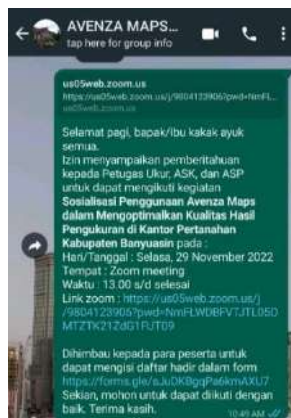 AVENZA MAPS...
tap here for group info
us05web.zoom.us
https://us05web.zoom.us/j/9804123906?pwd=NmFL...
us05web.zoom.us
Selamat pagi, bapak/ibu kakak ayuk
semua.
Izin menyampaikan pemberitahuan
kepada Petugas Ukur, ASK, dan ASP
untuk dapat mengikuti kegiatan
Sosialisasi Penggunaan Avenza Maps
dalam Mengoptimalkan Kualitas Hasil
Pengukuran di Kantor Pertanahan
Kabupaten Banyuasin pada :
Hari/Tanggal : Selasa, 29 November 2022
Tempat : Zoom meeting
Waktu : 13.00 s/d selesai
Link zoom : https://us05web.zoom.us/j
/9804123906?pwd=NmFLWDBFVTJTL05D
MTZTK21ZdG1FUT09
Dihimbau kepada para peserta untuk
dapat mengisi daftar hadir dalam form
https://forms.gle/sJuDKBgqPa6kmAXU7
Sekian, mohon untuk dapat diikuti dengan
baik. Terima kasih.
10:49 AM